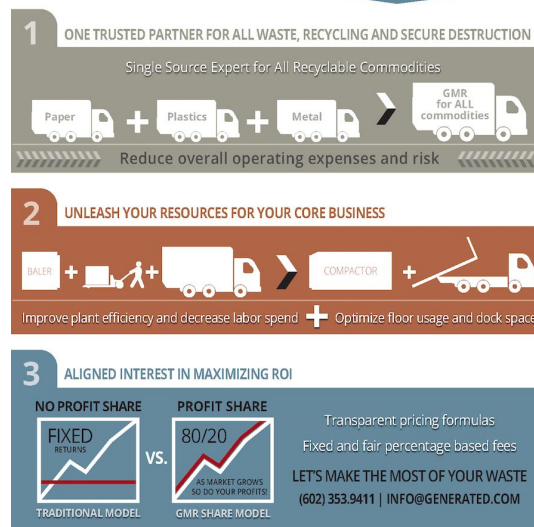 1
ONE TRUSTED PARTNER FOR ALL WASTE, RECYCLING AND SECURE DESTRUCTION
Single Source Expert for All Recyclable Commodities
Paper + Plastics + Metal
GMR
for ALL
commodities
Reduce overall operating expenses and risk
2
UNLEASH YOUR RESOURCES FOR YOUR CORE BUSINESS
BALER + + COMPACTOR +
Improve plant efficiency and decrease labor spend + Optimize floor usage and dock space
3
ALIGNED INTEREST IN MAXIMIZING ROI
NO PROFIT SHARE
FIXED
RETURNS
TRADITIONAL MODEL
VS.
PROFIT SHARE
80/20
AS MARKET GROWS
SO DO YOUR PROFITS!
GMR SHARE MODEL
Transparent pricing formulas
Fixed and fair percentage based fees
LET'S MAKE THE MOST OF YOUR WASTE
(602) 353.9411 | INFO@GENERATED.COM